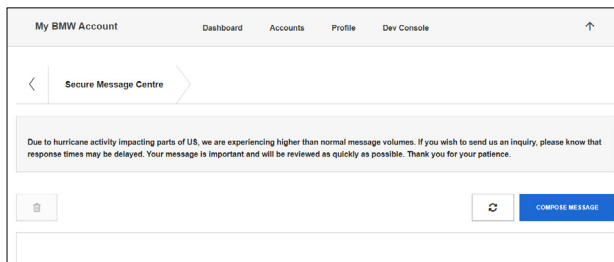 My BMW Account Dashboard Accounts Profile Dev Console
Secure Message Centre
Due to hurricane activity impacting parts of US, we are experiencing higher than normal message volumes. If you wish to send us an inquiry, please know that
response times may be delayed. Your message is important and will be reviewed as quickly as possible. Thank you for your patience.
COMPOSE MESSAGE